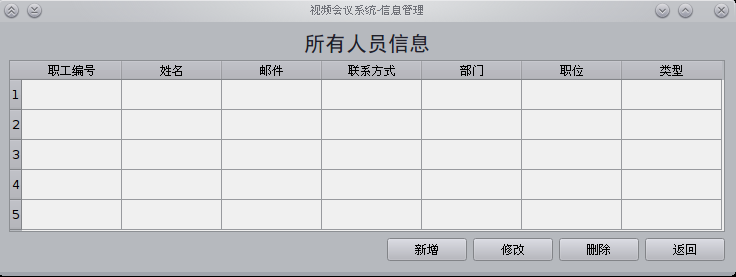 视频会议系统-信息管理
所有人员信息
职工编号 姓名 邮件 联系方式 部门 职位 类型
1
2
3
4
5
新增 修改 删除 返回